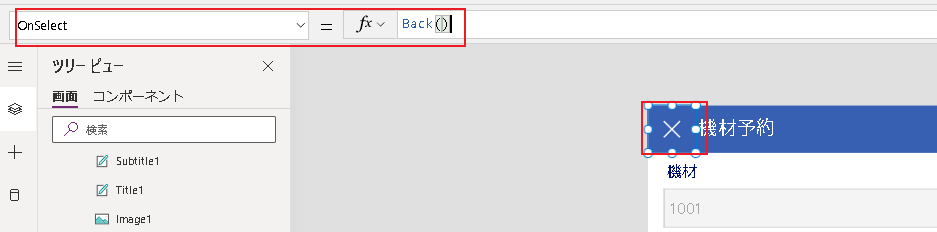 OnSelect = fx Back()
ツリー ビュー
画面 コンポーネント
検索
Subtitle1
Title1
Image1
機材予約
機材
1001